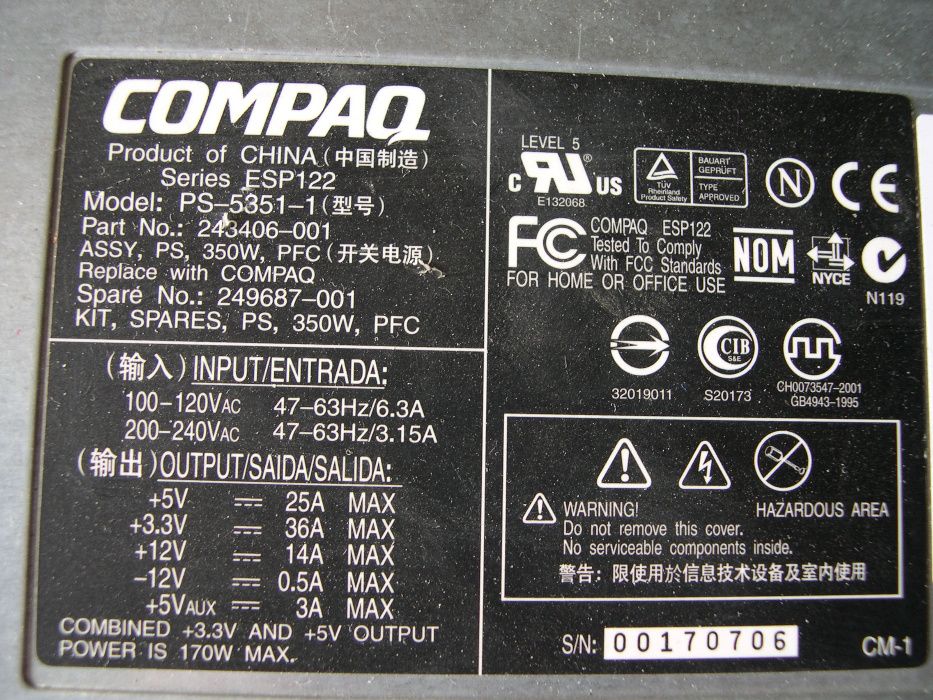 COMPAQ
Product of CHINA (中国制造)
Series ESP122
Model: PS-5351-1 (型号)
Part No.: 243406-001
ASSY, PS, 350W, PFC (开关电源)
Replace with COMPAQ
Spare No.: 249687-001
KIT, SPARES, PS, 350W, PFC
(输入) INPUT/ENTRADA:
100-120VAC 47-63Hz/6.3A
200-240VAC 47-63Hz/3.15A
(输出) OUTPUT/SAIDA/SALIDA:
+5V 25A MAX
+3.3V 36A MAX
+12V 14A MAX
-12V 0.5A MAX
+5VAUX 3A MAX
COMBINED +3.3V AND +5V OUTPUT
POWER IS 170W MAX.
LEVEL 5
c RU ® US
E132068
TÜV
Rheinland
Product Safety
BAUART
GEPRÜFT
TYPE
APPROVED
N
CE
FC
COMPAQ ESP122
Tested To Comply
With FCC Standards
FOR HOME OR OFFICE USE
NOM
NYCE
N119
32019011
CIB
S&E
S20173
CH0073547-2001
GB4943-1995
WARNING!
Do not remove this cover.
No serviceable components inside.
HAZARDOUS AREA
警告: 限使用於信息技术设备及室内使用
S/N: 00170706
CM-1